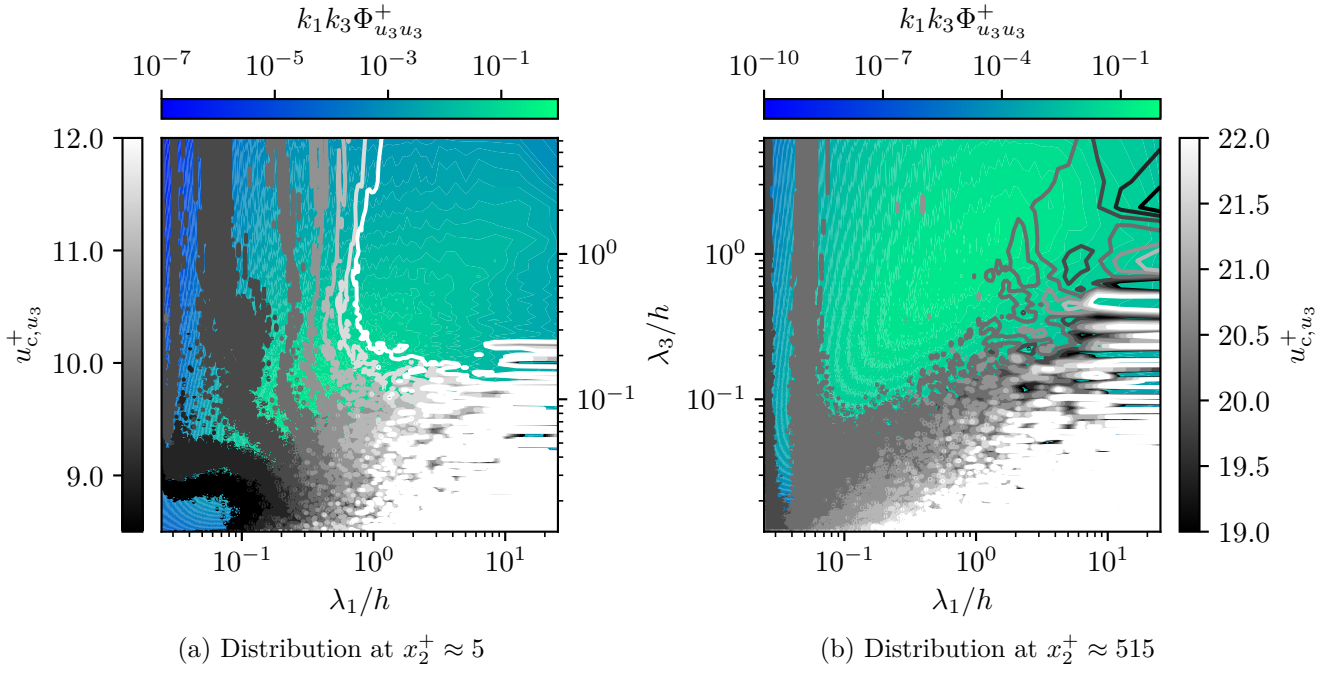 k₁k₃Φ⁺u₃u₃
10⁻⁷ 10⁻⁵ 10⁻³ 10⁻¹
12.0
11.0
10.0
9.0
u⁺c,u₃
10⁰
10⁻¹
10⁻¹ 10⁰ 10¹
λ₁/h
(a) Distribution at x₂⁺ ≈ 5
k₁k₃Φ⁺u₃u₃
10⁻¹⁰ 10⁻⁷ 10⁻⁴ 10⁻¹
λ₃/h
10⁰
10⁻¹
22.0
21.5
21.0
20.5
20.0
19.5
19.0
u⁺c,u₃
10⁻¹ 10⁰ 10¹
λ₁/h
(b) Distribution at x₂⁺ ≈ 515